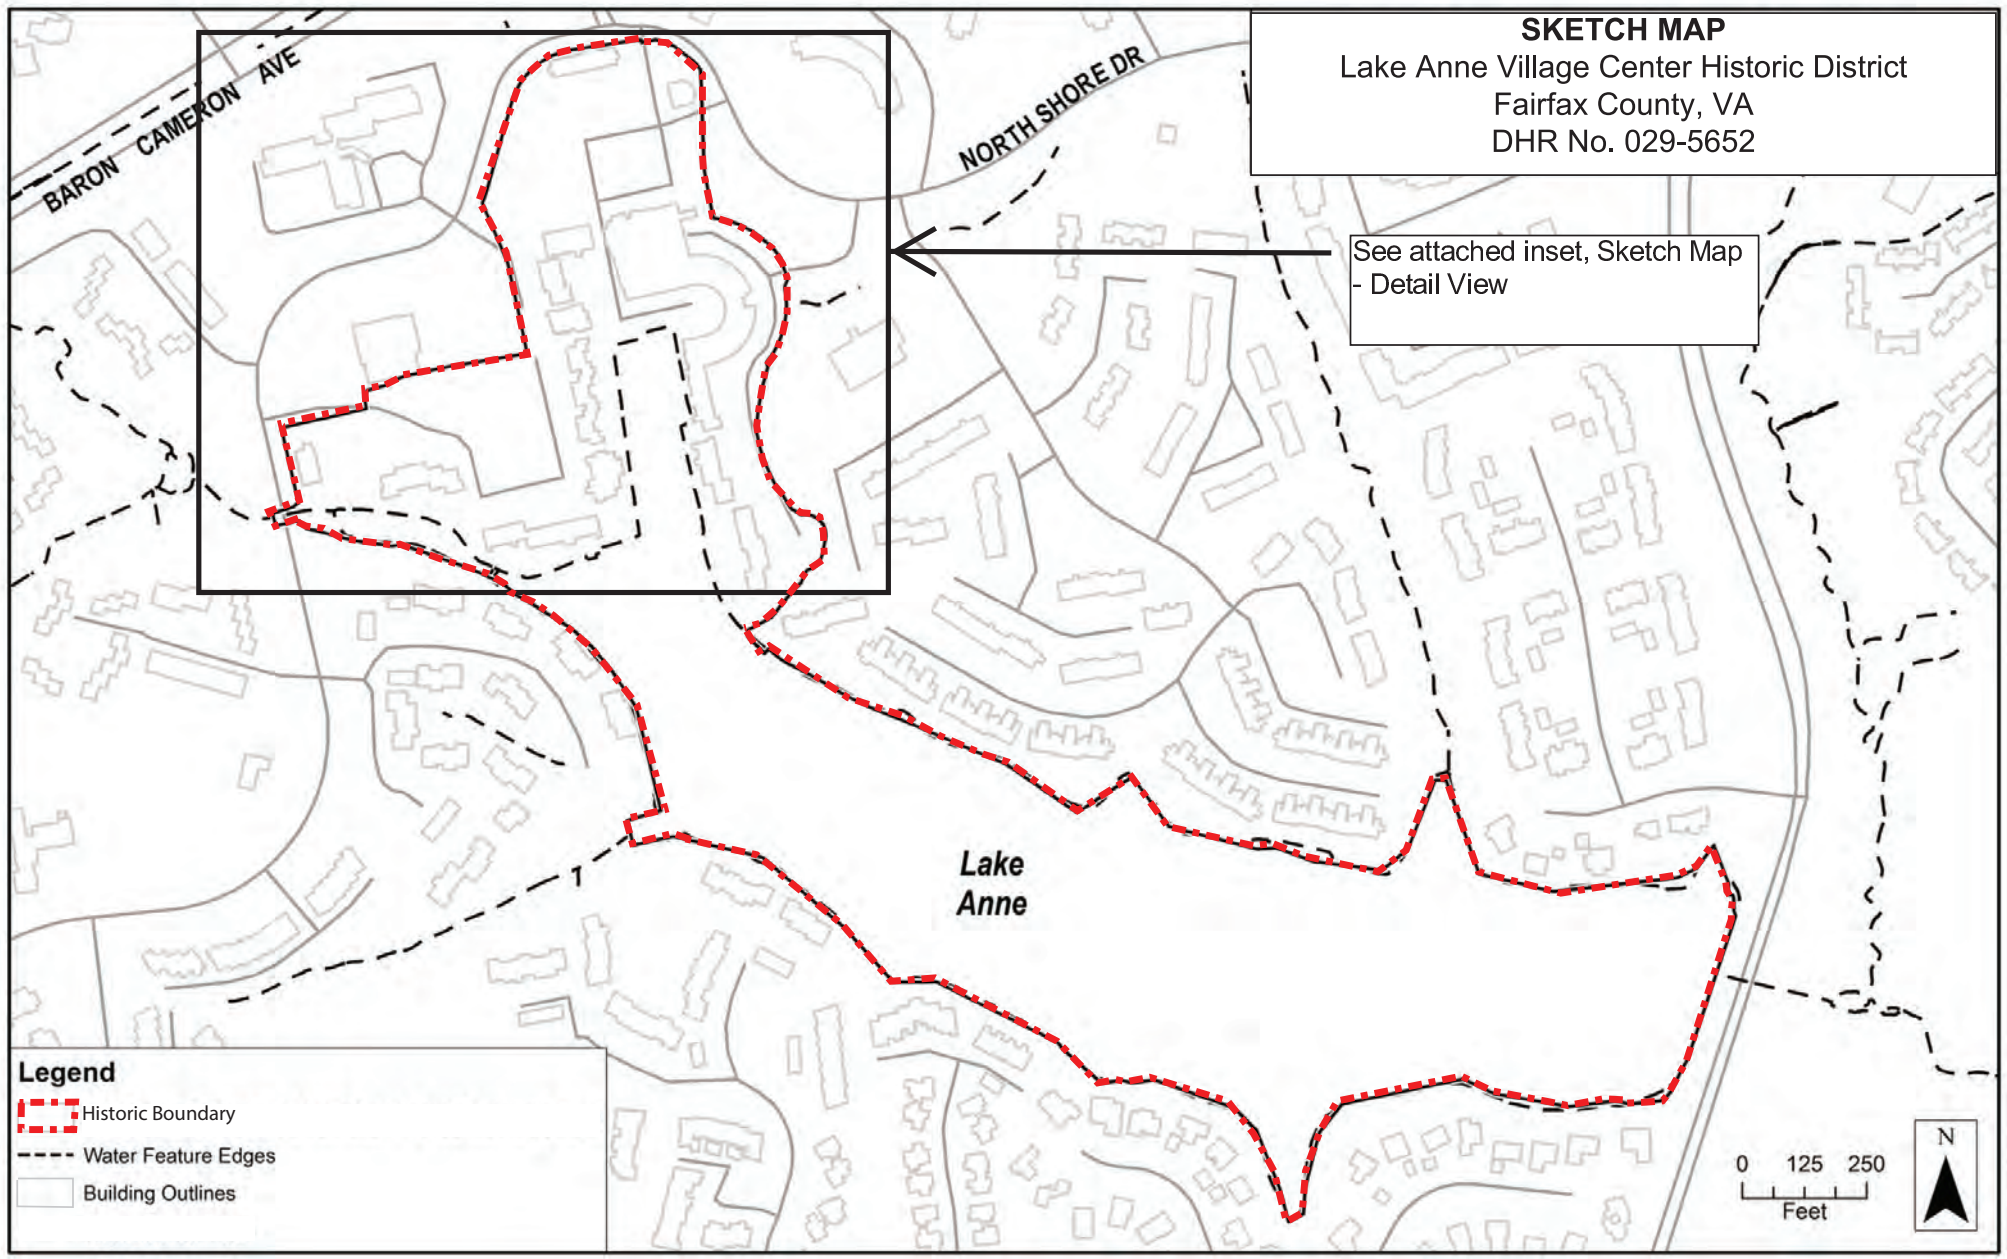 SKETCH MAP
Lake Anne Village Center Historic District
Fairfax County, VA
DHR No. 029-5652
BARON CAMERON AVE
NORTH SHORE DR
See attached inset, Sketch Map
- Detail View
Lake
Anne
Legend
Historic Boundary
Water Feature Edges
Building Outlines
0 125 250
Feet
N